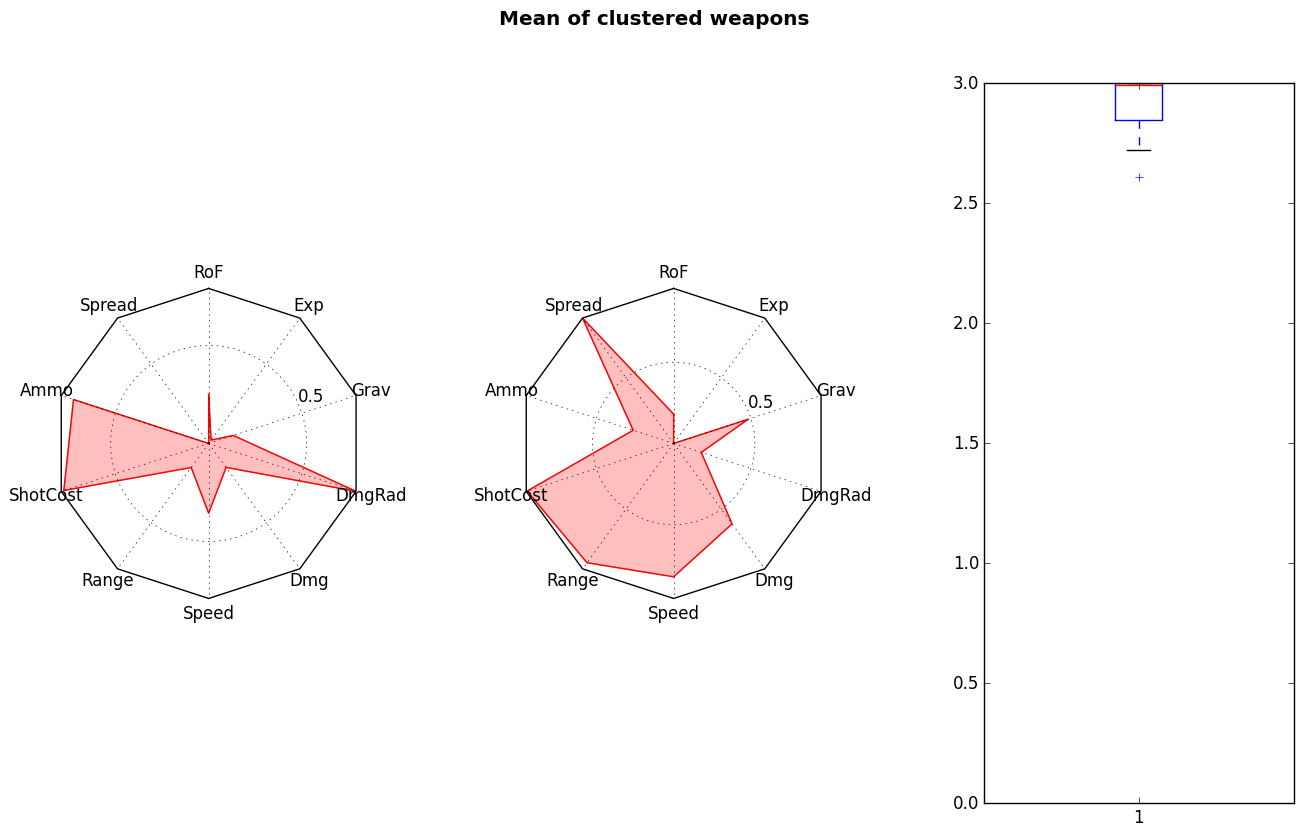 Mean of clustered weapons
RoF
Spread
Exp
Ammo
0.5
Grav
ShotCost
DmgRad
Range
Dmg
Speed
RoF
Spread
Exp
Ammo
0.5
Grav
ShotCost
DmgRad
Range
Dmg
Speed
3.0
2.5
2.0
1.5
1.0
0.5
0.0
1